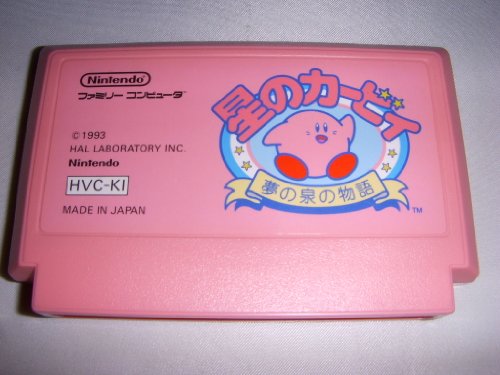 Nintendo
ファミリー コンピュータ
© 1993
HAL LABORATORY INC.
Nintendo
HVC-KI
MADE IN JAPAN
星のカービィ
夢の泉の物語
TM